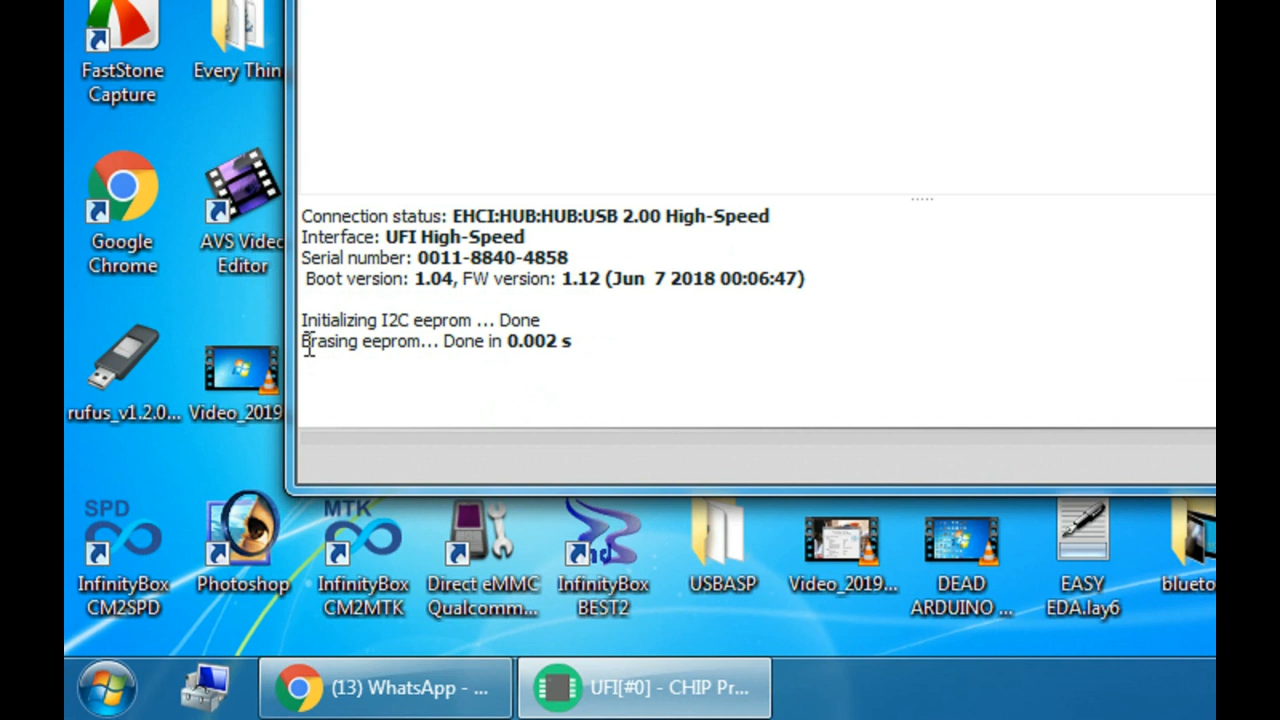 FastStone
Capture
Every Thin
Google
Chrome
AVS Video
Editor
rufus_v1.2.0...
Video_2019
Connection status: EHCI:HUB:HUB:USB 2.00 High-Speed
Interface: UFI High-Speed
Serial number: 0011-8840-4858
Boot version: 1.04, FW version: 1.12 (Jun 7 2018 00:06:47)
Initializing I2C eeprom ... Done
Erasing eeprom... Done in 0.002 s
SPD
InfinityBox
CM2SPD
Photoshop
MTK
InfinityBox
CM2MTK
Direct eMMC
Qualcomm...
nd
InfinityBox
BEST2
USBASP
Video_2019...
DEAD
ARDUINO ...
EASY
EDA.lay6
blueto
(13) WhatsApp - ...
UFI[#0] - CHIP Pr...